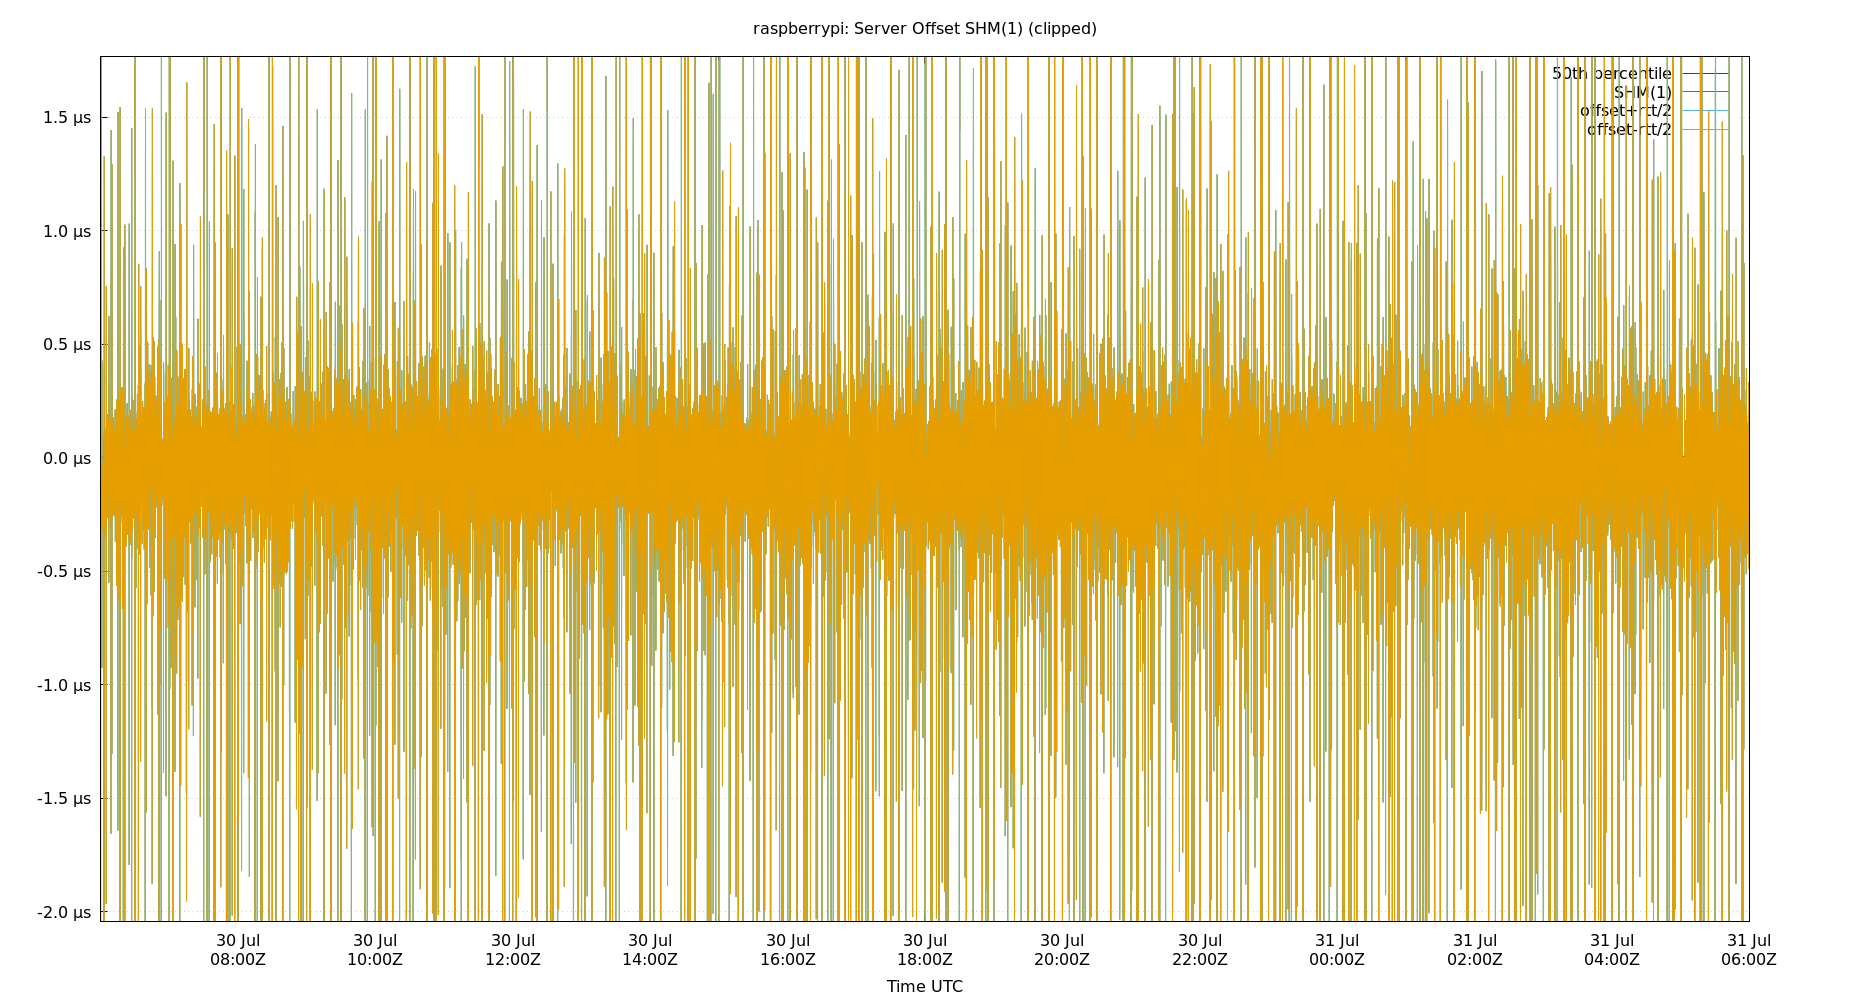 raspberrypi: Server Offset SHM(1) (clipped)
50th percentile
SHM(1)
offset+rtt/2
offset-rtt/2
1.5 µs
1.0 µs
0.5 µs
0.0 µs
-0.5 µs
-1.0 µs
-1.5 µs
-2.0 µs
30 Jul 30 Jul 30 Jul 30 Jul 30 Jul 30 Jul 30 Jul 30 Jul 31 Jul 31 Jul 31 Jul 31 Jul
08:00Z 10:00Z 12:00Z 14:00Z 16:00Z 18:00Z 20:00Z 22:00Z 00:00Z 02:00Z 04:00Z 06:00Z
Time UTC